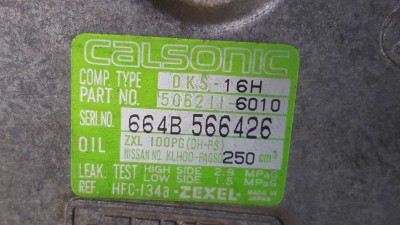 CALSONIC
COMP. TYPE DKS-16H
PART NO. 506211-6010
SERI.NO. 664B 566426
OIL ZXL 100PG (DH-PS)
NISSAN NO. KLH00-PAGS0 250 cm³
LEAK. TEST HIGH SIDE 2.9 MPaG
LOW SIDE 1.5 MPaG
REF. HFC-134a ·ZEXEL· MADE IN JAPAN